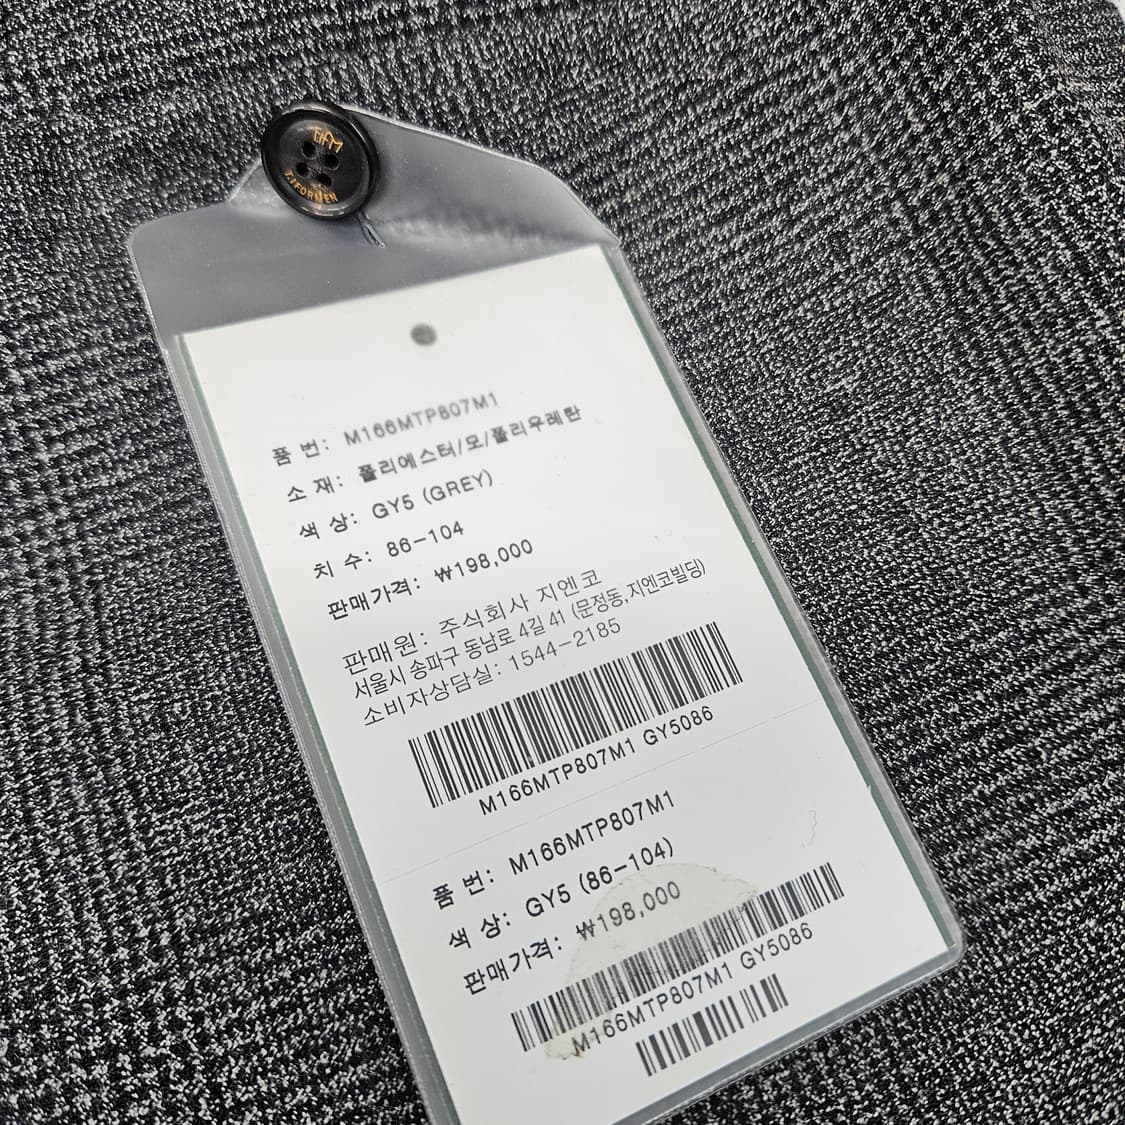 T.I FORMEN
품 번: M166MTP807M1
소 재: 폴리에스터/모/폴리우레탄
색 상: GY5 (GREY)
치 수: 86-104
판매가격: ₩198,000
판매원: 주식회사 지엔코
서울시 송파구 동남로 4길 41 (문정동,지엔코빌딩)
소비자상담실: 1544-2185
M166MTP807M1 GY5086
품 번: M166MTP807M1
색 상: GY5 (86-104)
판매가격: ₩198,000
M166MTP807M1 GY5086